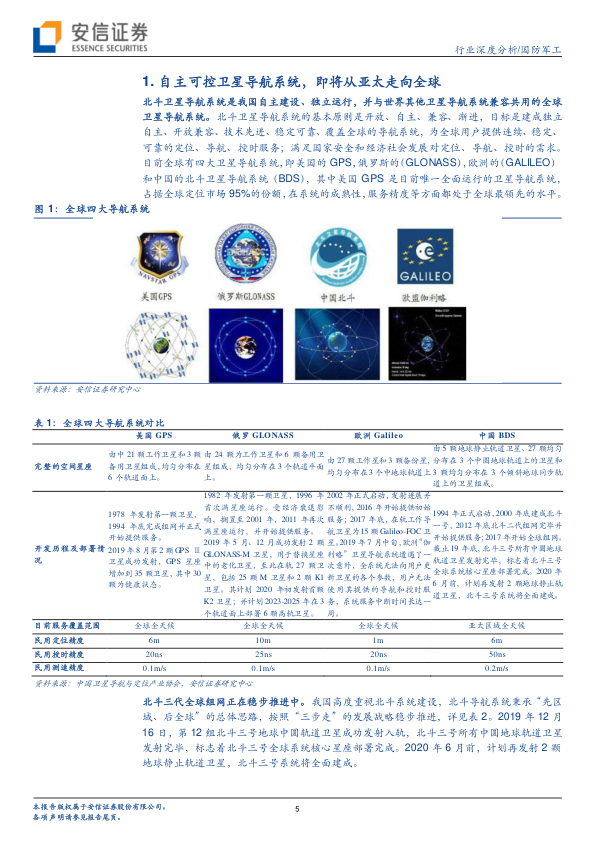 安信证券
ESSENCE SECURITIES
行业深度分析/国防军工
1. 自主可控卫星导航系统，即将从亚太走向全球
北斗卫星导航系统是我国自主建设、独立运行，并与世界其他卫星导航系统兼容共用的全球
卫星导航系统。北斗卫星导航系统的基本原则是开放、自主、兼容、渐进，目标是建成独立
自主、开放兼容、技术先进、稳定可靠、覆盖全球的导航系统，为全球用户提供连续、稳定、
可靠的定位、导航、授时服务；满足国家安全和经济社会发展对定位、导航、授时的需求。
目前全球有四大卫星导航系统，即美国的 GPS，俄罗斯的（GLONASS），欧洲的（GALILEO）
和中国的北斗卫星导航系统（BDS），其中美国 GPS 是目前唯一全面运行的卫星导航系统，
占据全球定位市场 95%的份额，在系统的成熟性，服务精度等方面都处于全球最领先的水平。
图 1：全球四大导航系统
NAVSTAR GPS
GALILEO
美国GPS
俄罗斯GLONASS
中国北斗
欧盟伽利略
资料来源：安信证券研究中心
表 1：全球四大导航系统对比
美国 GPS 俄罗 GLONASS 欧洲 Galileo 中国 BDS
完整的空间星座
由中 21 颗工作卫星和 3 颗
备用卫星组成，均匀分布在
6 个轨道面上。
由 24 颗为工作卫星和 6 颗备用卫
星组成，均匀分布在 3 个轨道平面
上。
由 27 颗工作星和 3 颗备份星，
均匀分布在 3 个中地球轨道上
由 5 颗地球静止轨道卫星、27 颗均匀
分布在 3 个中圆地球轨道上的卫星和
3 颗均匀分布在 3 个倾斜地球同步轨
道上的卫星组成。
开发历程及部署情
况
1978 年发射第一颗卫星，
1994 年底完成组网并正式
开始提供服务。
2019 年 8 月第 2 颗 GPS Ⅲ
卫星成功发射，GPS 星座
增加到 35 颗卫星，其中 30
颗为健康状态。
1982 年发射第一颗卫星，1996 年
首次满星座运行。受经济衰退影
响，搁置至 2001 年，2011 年再次
满星座运行，并开始提供服务。
2019 年 5 月、12 月成功发射 2 颗
GLONASS-M 卫星，用于替换星座
中的老化卫星，至此在轨 27 颗卫
星，包括 25 颗 M 卫星和 2 颗 K1
卫星。其计划 2020 年初发射首颗
K2 卫星；并计划 2023-2025 年在 3
个轨道面上部署 6 颗高轨卫星。
2002 年正式启动，发射进展并
不顺利，2016 年开始提供初始
服务；2017 年底，在轨工作导
航卫星为 15 颗 Galileo-FOC 卫
星，2019 年 7 月中旬，欧洲“伽
利略”卫星导航系统遭遇了一
次意外，全系统无法向用户更
新卫星的各个参数，用户无法
使用其提供的导航和授时服
务，系统服务中断时间长达一
周。
1994 年正式启动，2000 年底建成北斗
一号，2012 年底北斗二代组网完毕并
开始提供服务；2017 年开始全球组网。
截止 19 年底，北斗三号所有中圆地球
轨道卫星发射完毕，标志着北斗三号
全球系统核心星座部署完成。2020 年
6 月前，计划再发射 2 颗地球静止轨
道卫星，北斗三号系统将全面建成。
目前服务覆盖范围 全球全天候 全球全天候 全球全天候 亚太区域全天候
民用定位精度 6m 10m 1m 6m
民用授时精度 20ns 25ns 20ns 50ns
民用测速精度 0.1m/s 0.1m/s 0.1m/s 0.2m/s
资料来源：中国卫星导航与定位产业协会，安信证券研究中心
北斗三代全球组网正在稳步推进中。我国高度重视北斗系统建设，北斗导航系统秉承“先区
域、后全球”的总体思路，按照“三步走”的发展战略稳步推进，详见表 2。2019 年 12 月
16 日，第 12 组北斗三号地球中圆轨道卫星成功发射入轨，北斗三号所有中圆地球轨道卫星
发射完毕，标志着北斗三号全球系统核心星座部署完成。2020 年 6 月前，计划再发射 2 颗
地球静止轨道卫星，北斗三号系统将全面建成。
本报告版权属于安信证券股份有限公司。
各项声明请参见报告尾页。
5